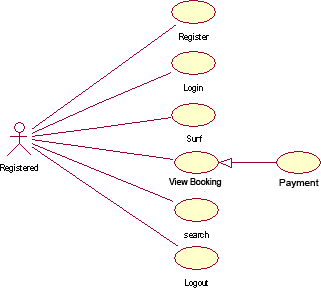 Register
Login
Surf
Registered
View Booking
Payment
search
Logout